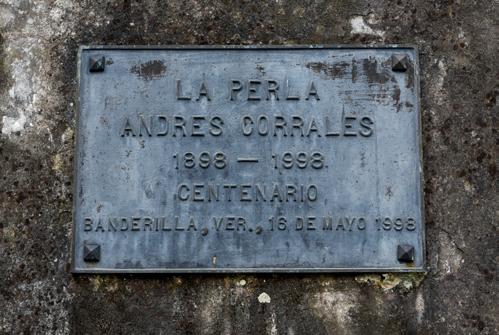 LA PERLA
ANDRES CORRALES
1898 — 1998
CENTENARIO
BANDERILLA, VER., 16 DE MAYO 1998